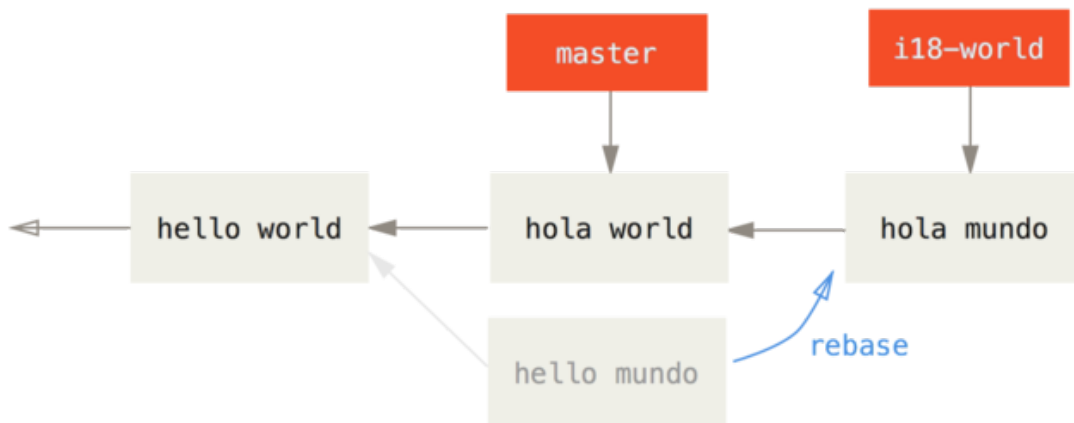 master
i18-world
hello world
hola world
hola mundo
rebase
hello mundo